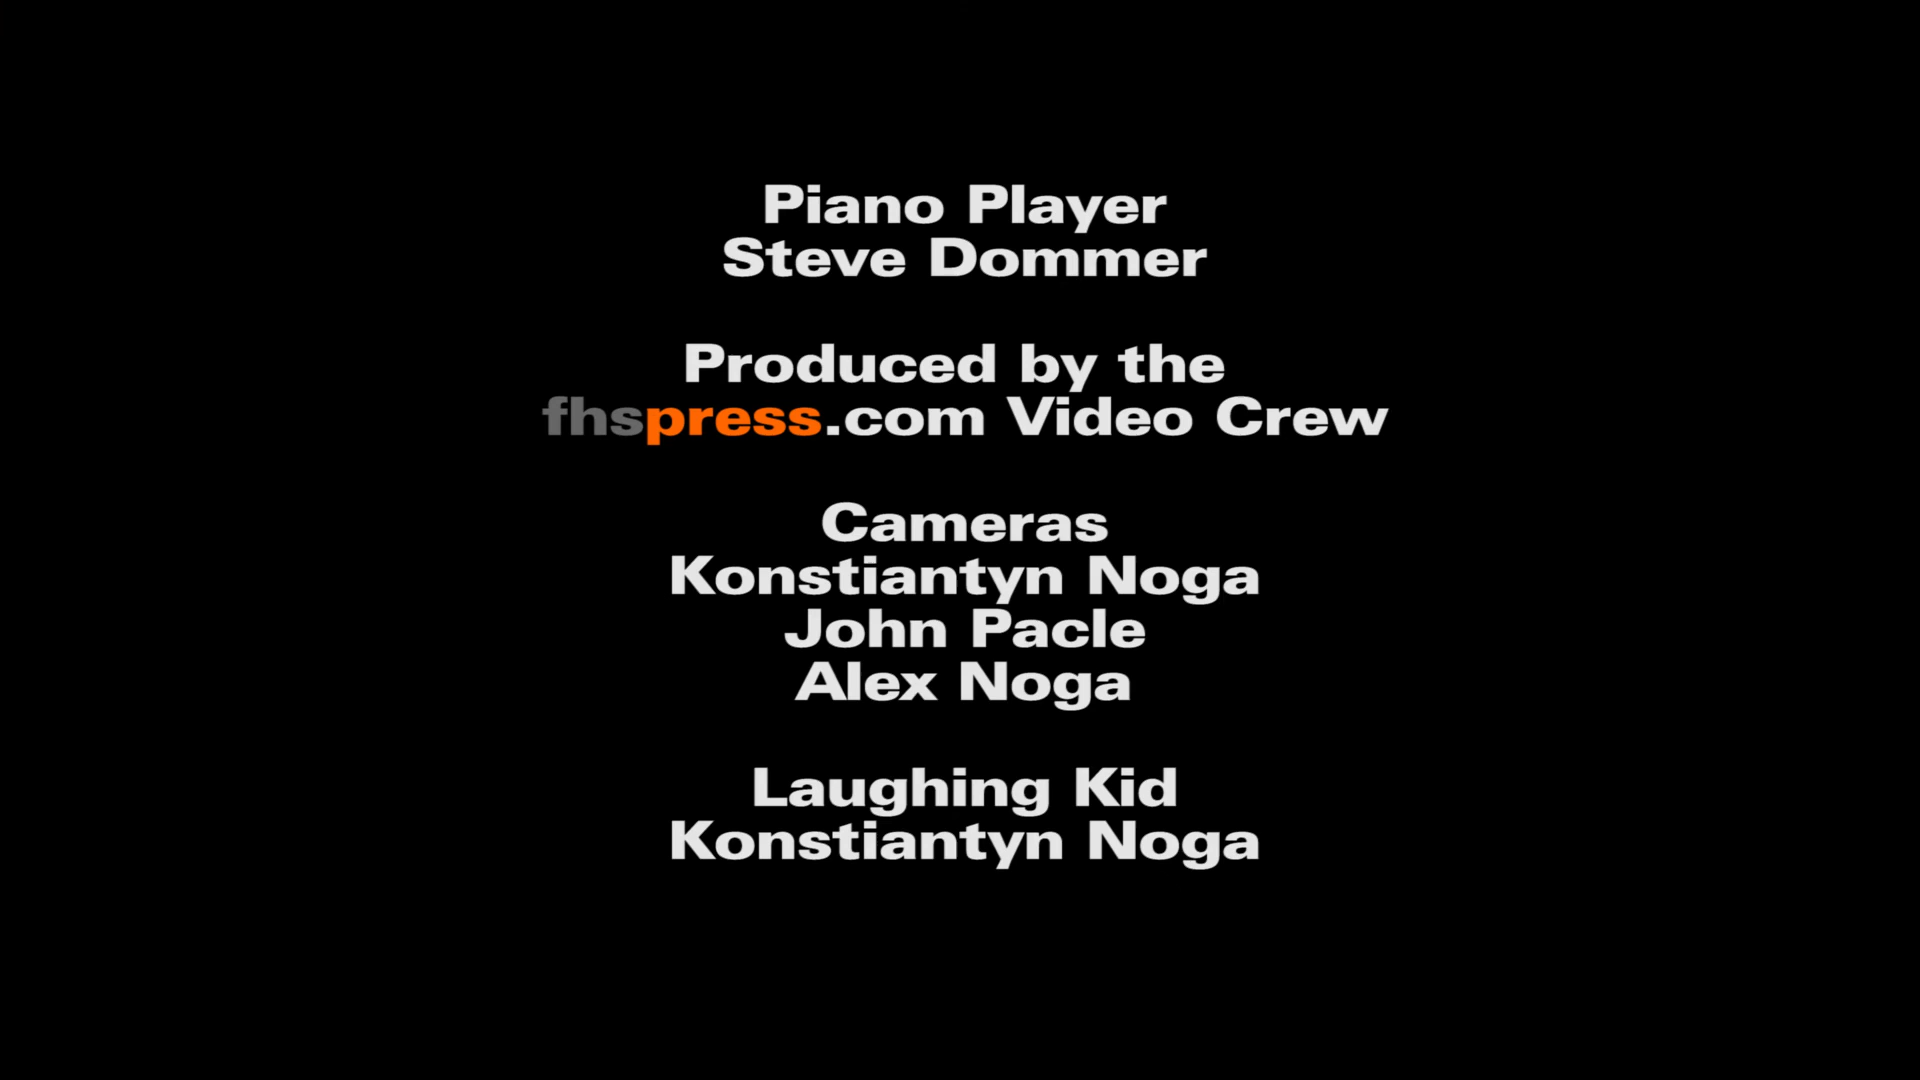 Piano Player
Steve Dommer
Produced by the
fhspress.com Video Crew
Cameras
Konstiantyn Noga
John Pacle
Alex Noga
Laughing Kid
Konstiantyn Noga